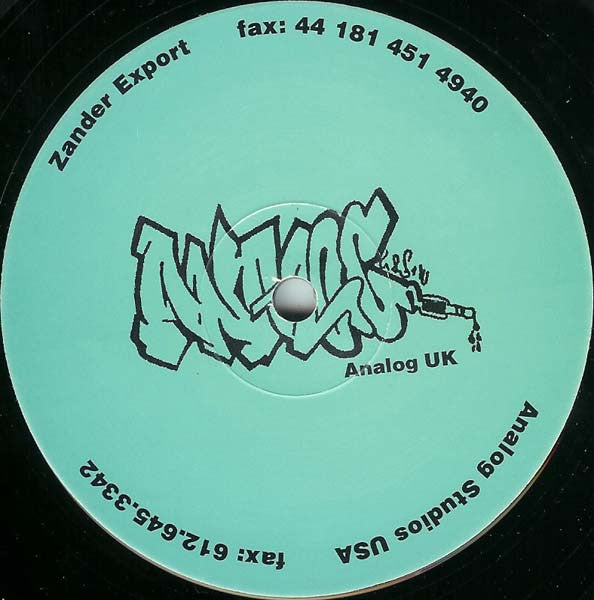 Zander Export
fax: 44 181 451 4940
Analog UK
Analog Studios USA
fax: 612.645.3342